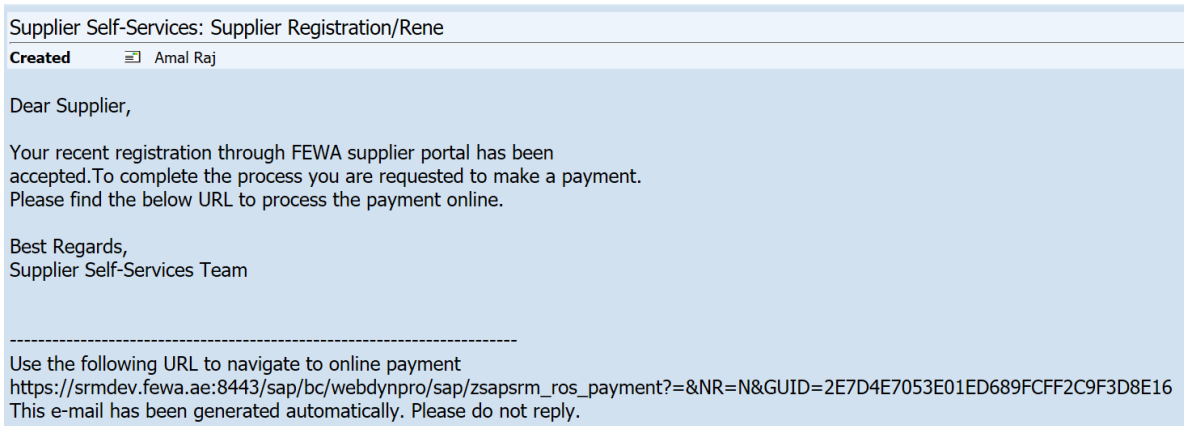 Supplier Self-Services: Supplier Registration/Rene
Created Amal Raj
Dear Supplier,
Your recent registration through FEWA supplier portal has been
accepted.To complete the process you are requested to make a payment.
Please find the below URL to process the payment online.
Best Regards,
Supplier Self-Services Team
------------------------------------------------------------------------
Use the following URL to navigate to online payment
https://srmdev.fewa.ae:8443/sap/bc/webdynpro/sap/zsapsrm_ros_payment?=&NR=N&GUID=2E7D4E7053E01ED689FCFF2C9F3D8E16
This e-mail has been generated automatically. Please do not reply.